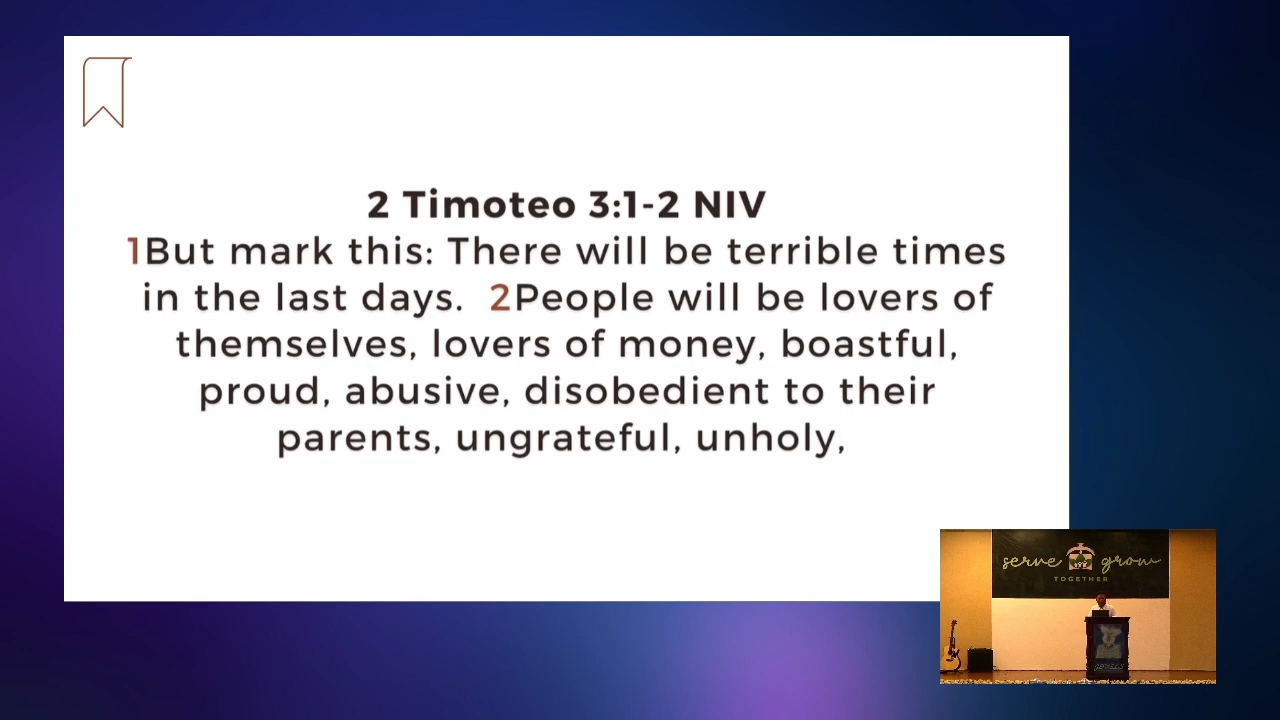 2 Timoteo 3:1-2 NIV
1But mark this: There will be terrible times
in the last days. 2People will be lovers of
themselves, lovers of money, boastful,
proud, abusive, disobedient to their
parents, ungrateful, unholy,
serve grow
TOGETHER